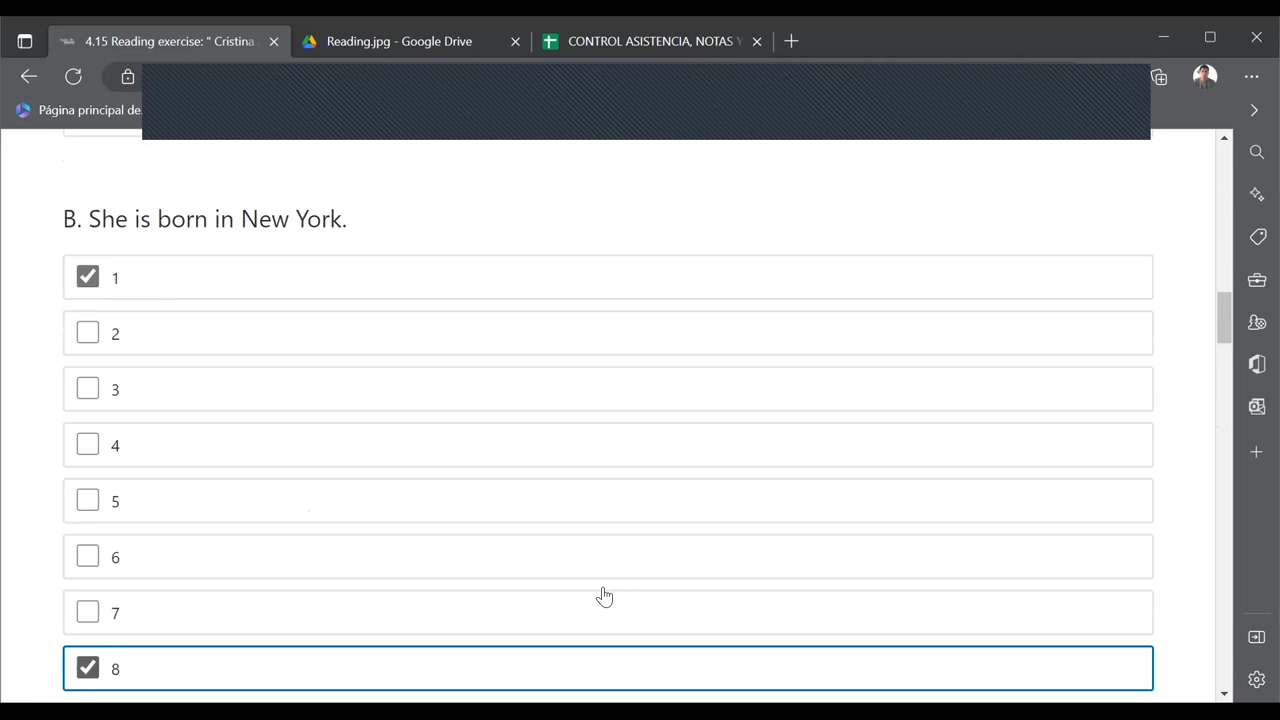 4.15 Reading exercise: " Cristina
Reading.jpg - Google Drive
CONTROL ASISTENCIA, NOTAS Y
Página principal de
B. She is born in New York.
1
2
3
4
5
6
7
8